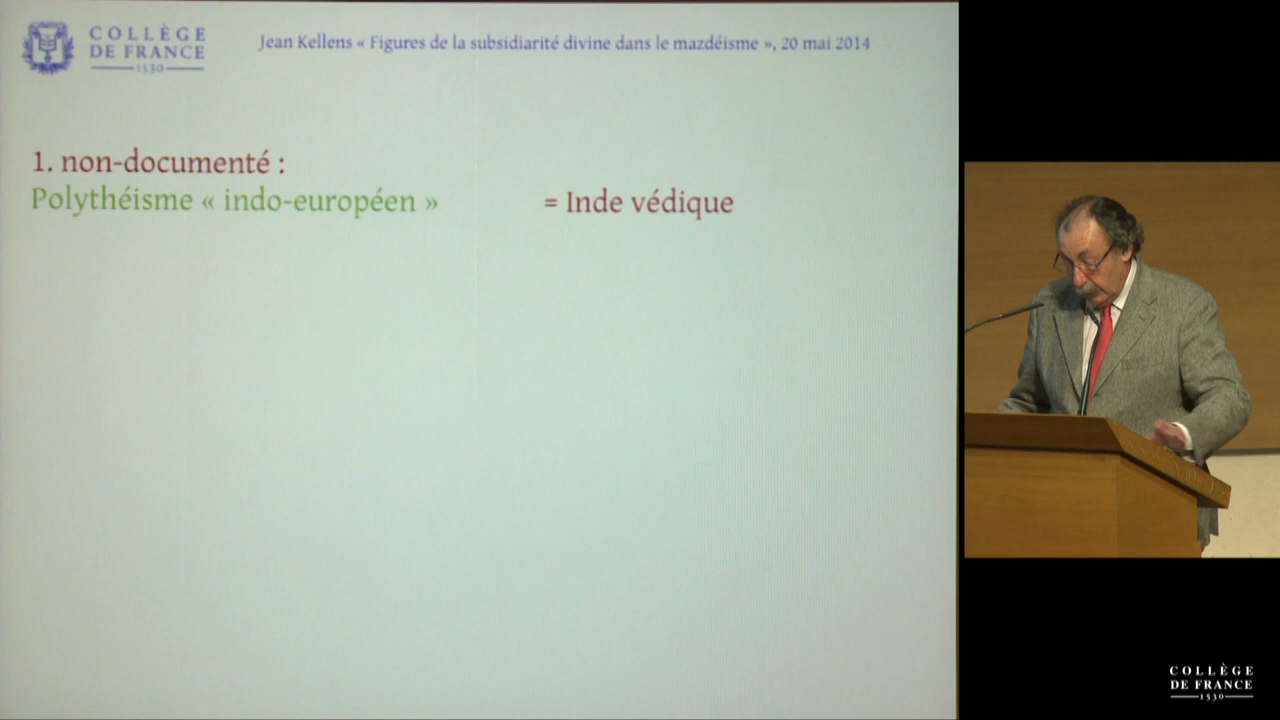 COLLÈGE
DE FRANCE
1530
Jean Kellens « Figures de la subsidiarité divine dans le mazdéisme », 20 mai 2014
1. non-documenté :
Polythéisme « indo-européen » = Inde védique
COLLÈGE
DE FRANCE
1530